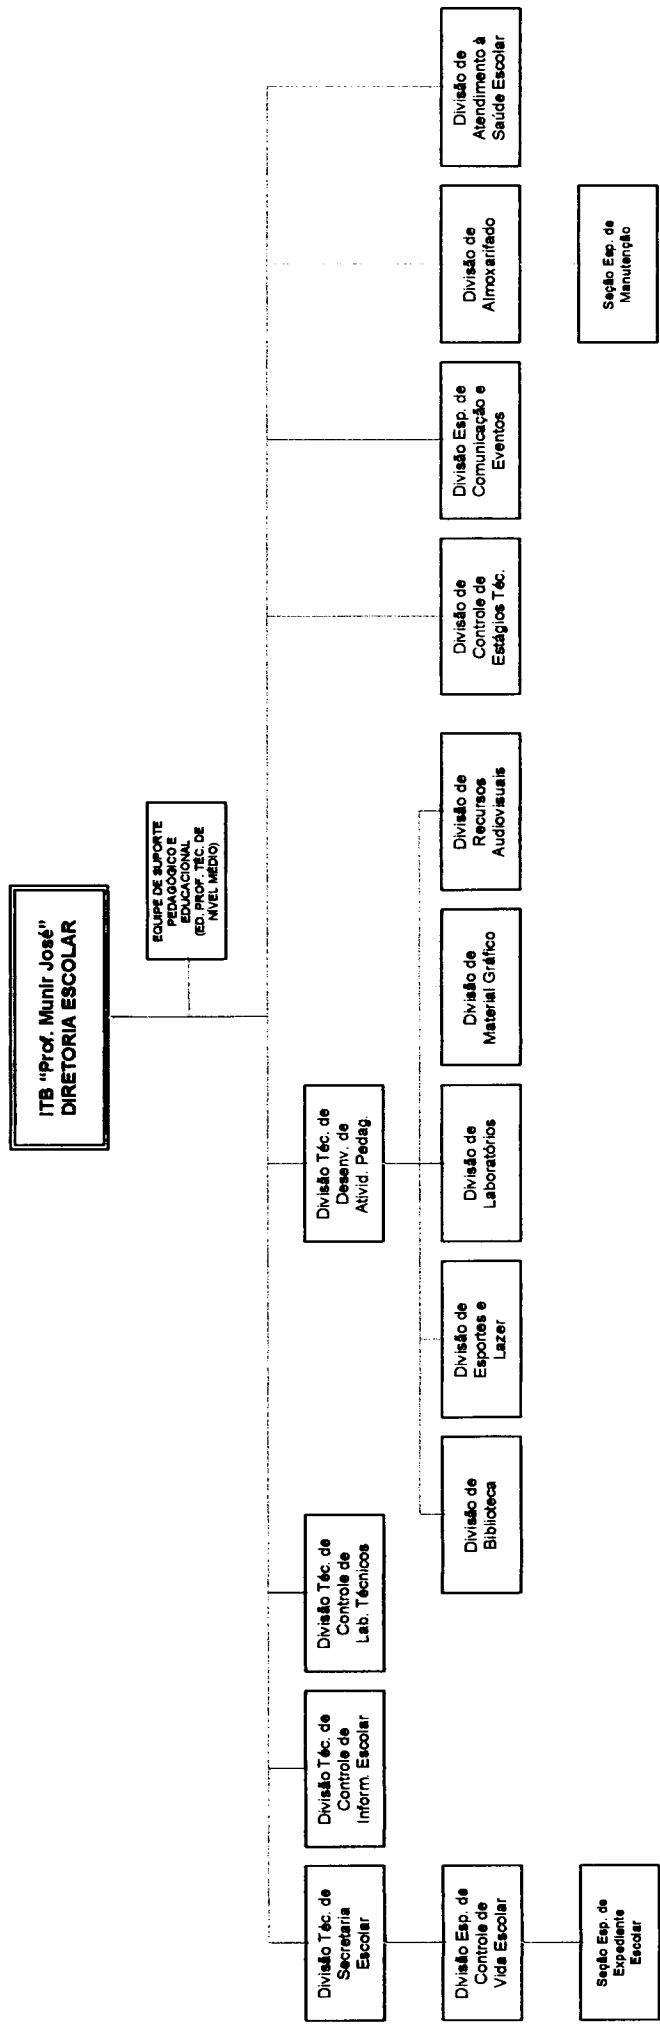 ITB "Prof. Munir José"
DIRETORIA ESCOLAR
EQUIPE DE SUPORTE
PEDAGÓGICO E
EDUCACIONAL
(ED. PROF. TÉC. DE
NÍVEL MÉDIO)
Divisão Téc. de
Secretaria
Escolar
Divisão Téc. de
Controle de
Inform. Escolar
Divisão Téc. de
Controle de
Lab. Técnicos
Divisão Téc. de
Desenv. de
Ativid. Pedag.
Divisão Esp. de
Controle de
Vida Escolar
Divisão de
Biblioteca
Divisão de
Esportes e
Lazer
Divisão de
Laboratórios
Divisão de
Material Gráfico
Divisão de
Recursos
Audiovisuais
Divisão de
Controle de
Estágios Téc.
Divisão Esp. de
Comunicação e
Eventos
Divisão de
Almoxarifado
Divisão de
Atendimento à
Saúde Escolar
Seção Esp. de
Expediente
Escolar
Seção Esp. de
Manutenção